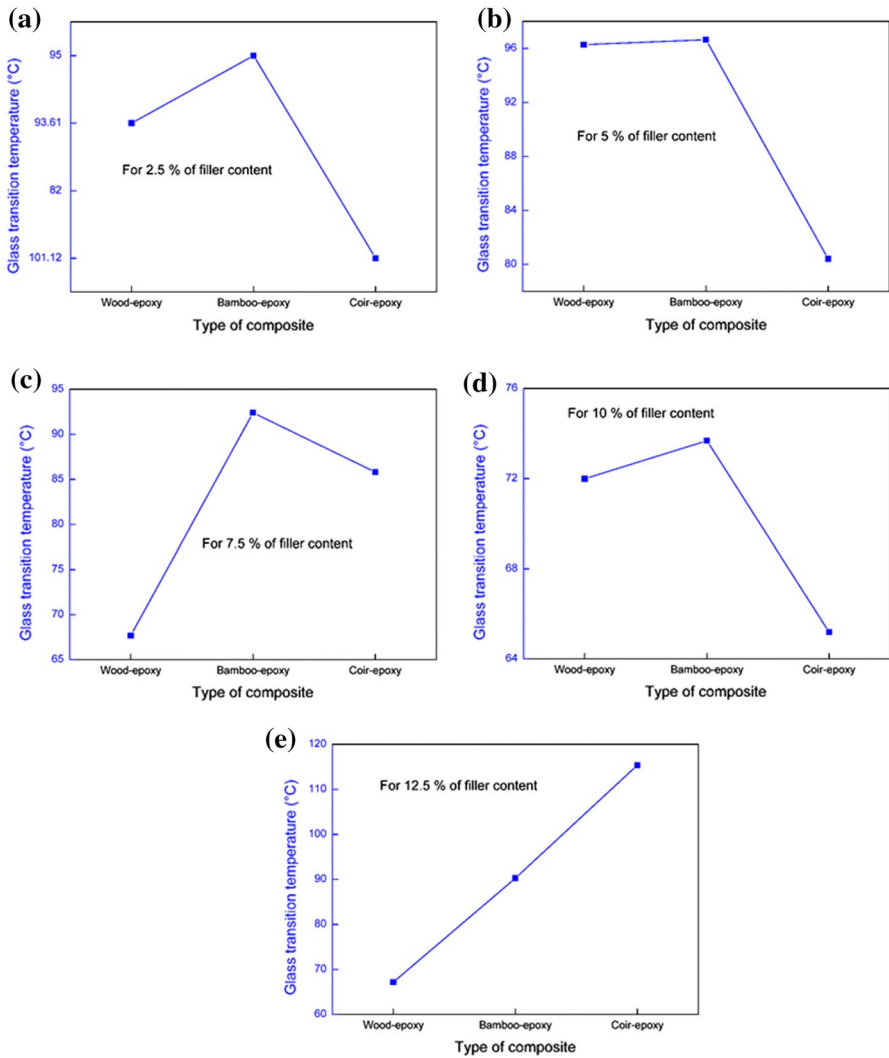 (a)
Glass transition temperature (°C)
95
93.61
82
101.12
For 2.5 % of filler content
Wood-epoxy Bamboo-epoxy Coir-epoxy
Type of composite
(b)
Glass transition temperature (°C)
96
92
88
84
80
For 5 % of filler content
Wood-epoxy Bamboo-epoxy Coir-epoxy
Type of composite
(c)
Glass transition temperature (°C)
95
90
85
80
75
70
65
For 7.5 % of filler content
Wood-epoxy Bamboo-epoxy Coir-epoxy
Type of composite
(d)
Glass transition temperature (°C)
76
72
68
64
For 10 % of filler content
Wood-epoxy Bamboo-epoxy Coir-epoxy
Type of composite
(e)
Glass transition temperature (°C)
120
110
100
90
80
70
60
For 12.5 % of filler content
Wood-epoxy Bamboo-epoxy Coir-epoxy
Type of composite